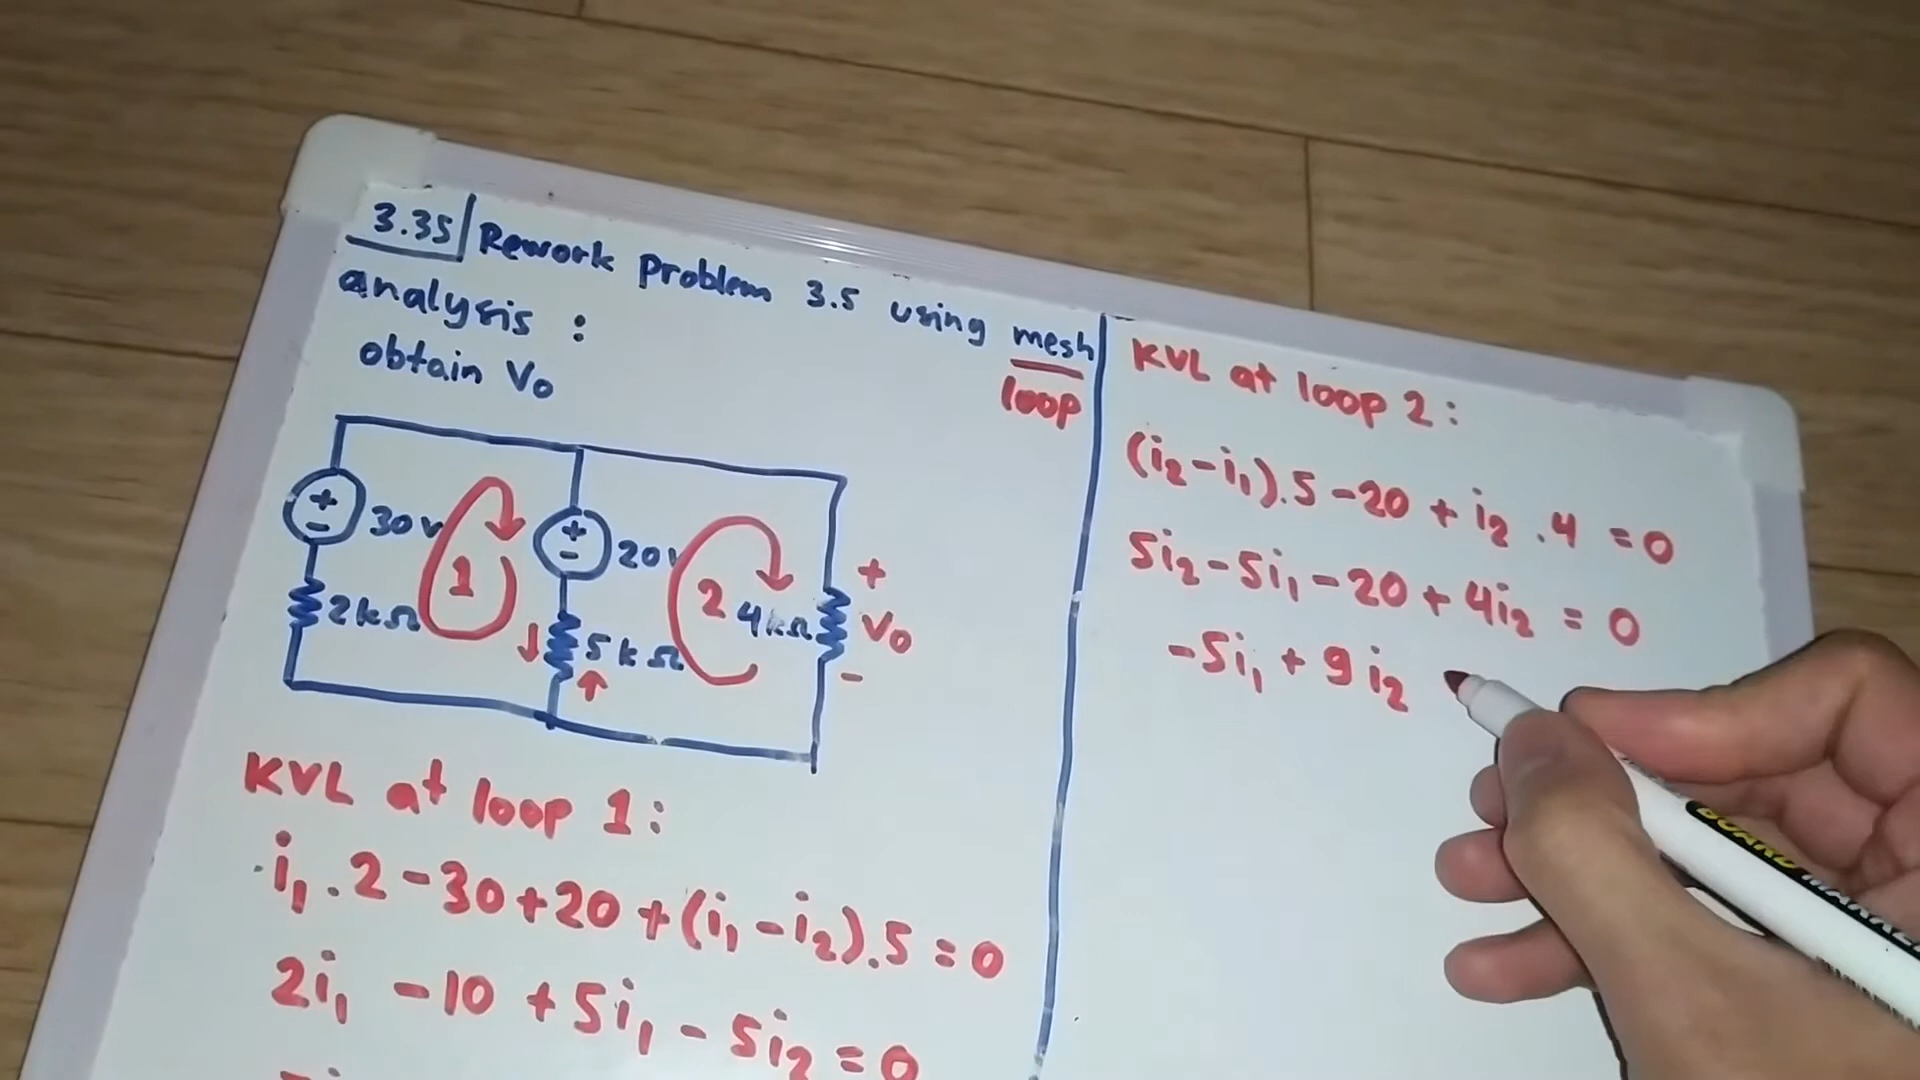 3.35 Rework Problem 3.5 using mesh
analysis :
loop
obtain Vo
+
-
30V
2kΩ
1
+
-
20V
5kΩ
2
4kΩ
+
Vo
-
KVL at loop 1:
i₁ . 2 - 30 + 20 + (i₁ - i₂) . 5 = 0
2i₁ - 10 + 5i₁ - 5i₂ = 0
KVL at loop 2:
(i₂ - i₁) . 5 - 20 + i₂ . 4 = 0
5i₂ - 5i₁ - 20 + 4i₂ = 0
-5i₁ + 9i₂
BOARD MARKER